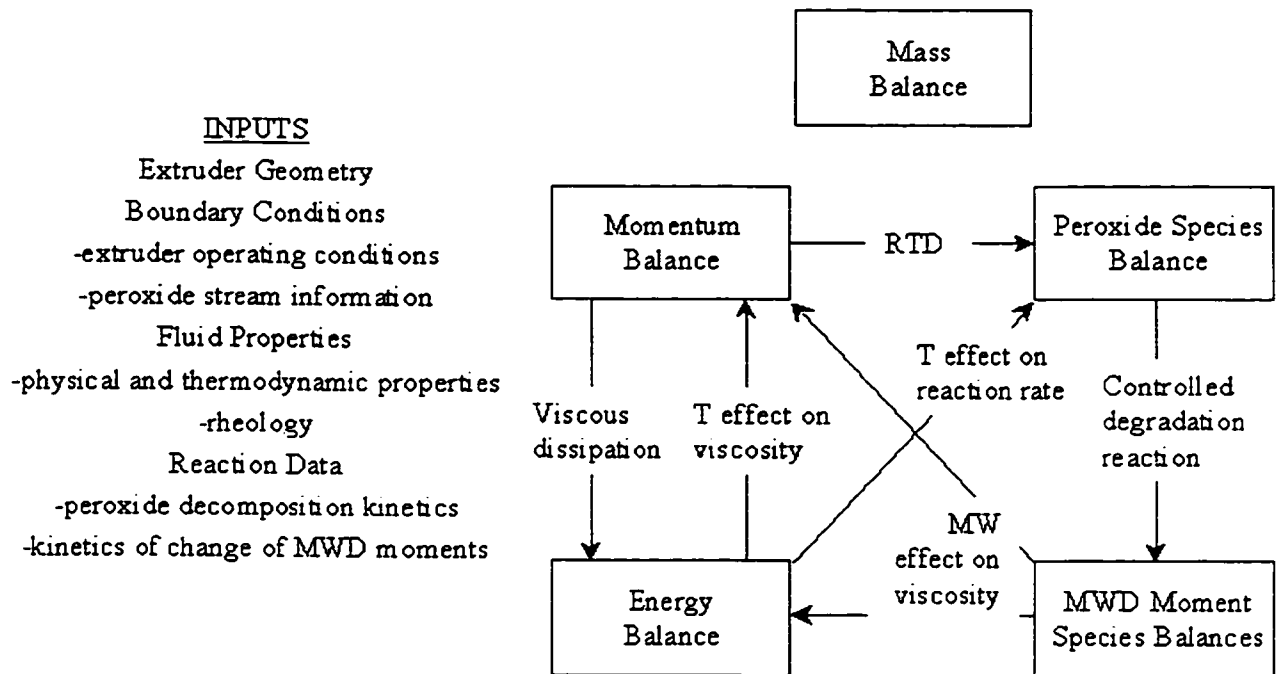 Mass
Balance
INPUTS
Extruder Geometry
Boundary Conditions
-extruder operating conditions
-peroxide stream information
Fluid Properties
-physical and thermodynamic properties
-rheology
Reaction Data
-peroxide decomposition kinetics
-kinetics of change of MWD moments
Momentum
Balance
RTD
Peroxide Species
Balance
Viscous
dissipation
T effect on
viscosity
T effect on
reaction rate
Controlled
degradation
reaction
MW
effect on
viscosity
Energy
Balance
MWD Moment
Species Balances